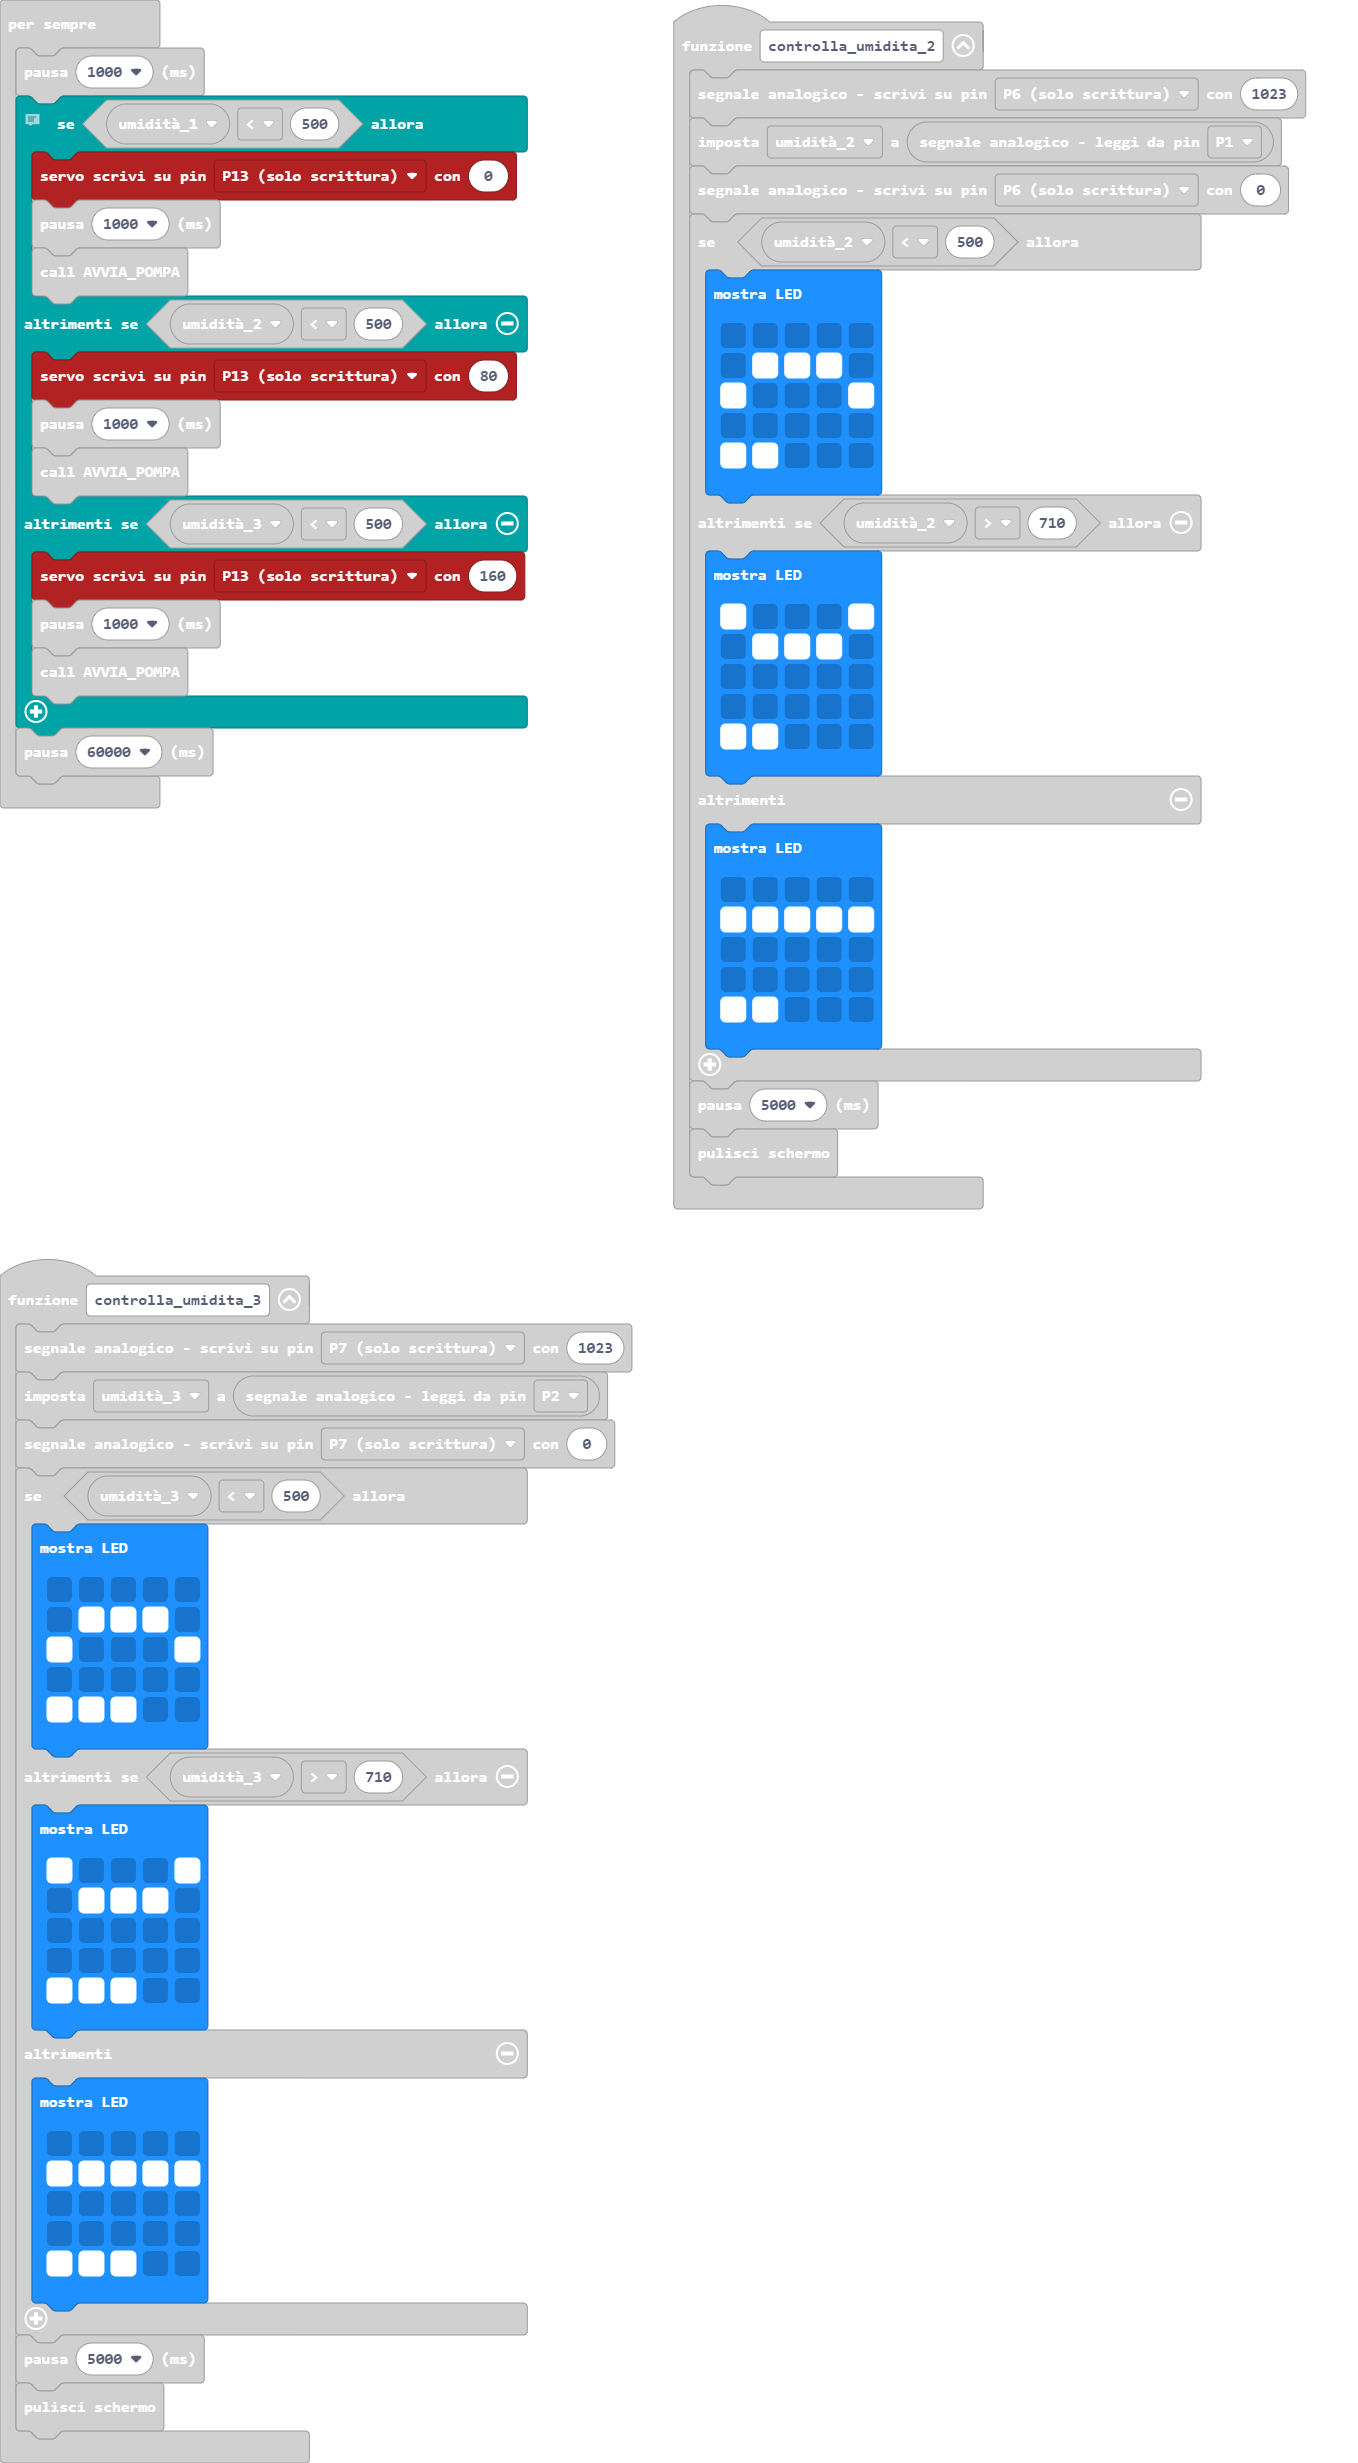 per sempre
pausa 1000 (ms)
se umidità_1 < 500 allora
servo scrivi su pin P13 (solo scrittura) con 0
pausa 1000 (ms)
call AVVIA_POMPA
altrimenti se umidità_2 < 500 allora
servo scrivi su pin P13 (solo scrittura) con 80
pausa 1000 (ms)
call AVVIA_POMPA
altrimenti se umidità_3 < 500 allora
servo scrivi su pin P13 (solo scrittura) con 160
pausa 1000 (ms)
call AVVIA_POMPA
pausa 60000 (ms)
funzione controlla_umidita_2
segnale analogico - scrivi su pin P6 (solo scrittura) con 1023
imposta umidità_2 a segnale analogico - leggi da pin P1
segnale analogico - scrivi su pin P6 (solo scrittura) con 0
se umidità_2 < 500 allora
mostra LED
altrimenti se umidità_2 > 710 allora
mostra LED
altrimenti
mostra LED
pausa 5000 (ms)
pulisci schermo
funzione controlla_umidita_3
segnale analogico - scrivi su pin P7 (solo scrittura) con 1023
imposta umidità_3 a segnale analogico - leggi da pin P2
segnale analogico - scrivi su pin P7 (solo scrittura) con 0
se umidità_3 < 500 allora
mostra LED
altrimenti se umidità_3 > 710 allora
mostra LED
altrimenti
mostra LED
pausa 5000 (ms)
pulisci schermo